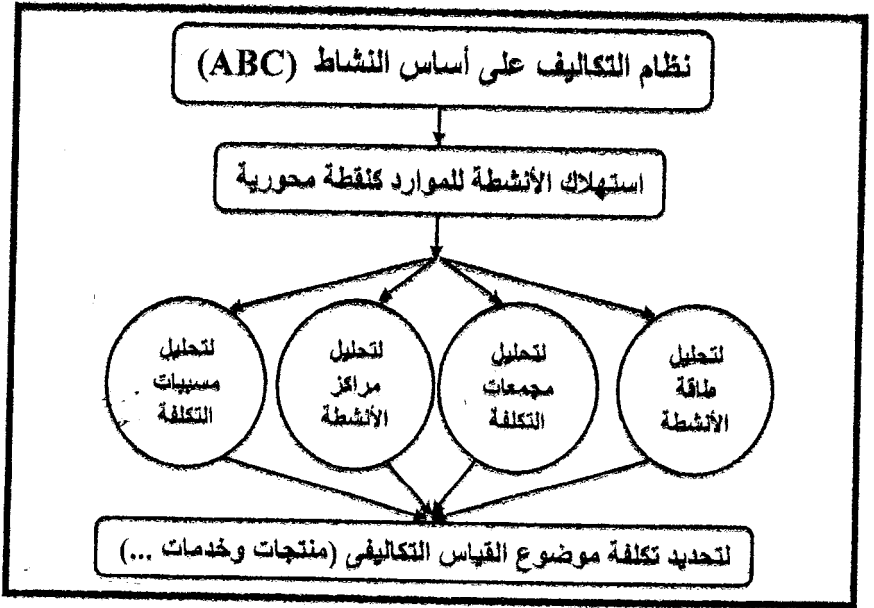 نظام التكاليف على أساس النشاط (ABC)
استهلاك الأنشطة للموارد كنقطة محورية
لتحليل
طاقة
الأنشطة
لتحليل
مجمعات
التكلفة
لتحليل
مراكز
الأنشطة
لتحليل
مسببات
التكلفة
لتحديد تكلفة موضوع القياس التكاليفى (منتجات وخدمات ...)